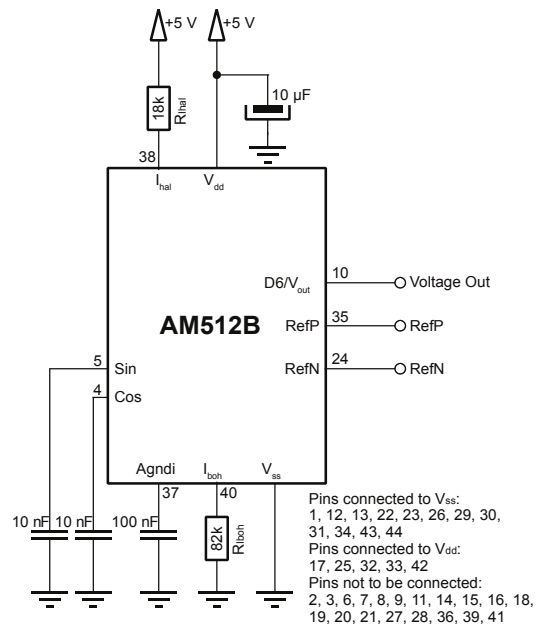 +5 V +5 V
18k
R Ihal
10 µF
38
Ihal Vdd
D6/Vout 10 Voltage Out
AM512B
RefP 35 RefP
RefN 24 RefN
5 Sin
4 Cos
Agndi Iboh Vss
37 40
10 nF 10 nF 100 nF
82k
R Iboh
Pins connected to Vss:
1, 12, 13, 22, 23, 26, 29, 30,
31, 34, 43, 44
Pins connected to Vdd:
17, 25, 32, 33, 42
Pins not to be connected:
2, 3, 6, 7, 8, 9, 11, 14, 15, 16, 18,
19, 20, 21, 27, 28, 36, 39, 41